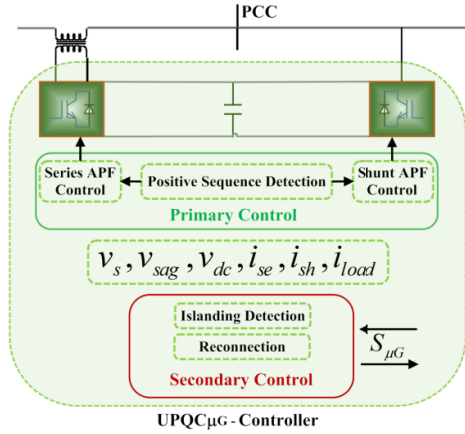 PCC
Series APF
Control
Positive Sequence Detection
Shunt APF
Control
Primary Control
v_s , v_sag , v_dc , i_se , i_sh , i_load
Islanding Detection
Reconnection
Secondary Control
S_μG
UPQCμG - Controller